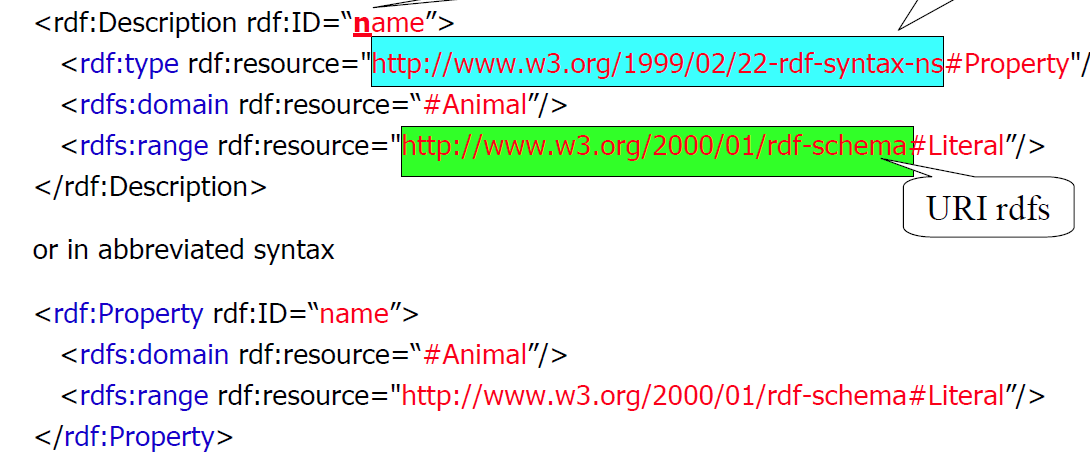 <rdf:Description rdf:ID=“name”>
<rdf:type rdf:resource="http://www.w3.org/1999/02/22-rdf-syntax-ns#Property"/
<rdfs:domain rdf:resource=“#Animal”/>
<rdfs:range rdf:resource="http://www.w3.org/2000/01/rdf-schema#Literal”/>
</rdf:Description>
URI rdfs
or in abbreviated syntax
<rdf:Property rdf:ID=“name”>
<rdfs:domain rdf:resource=“#Animal”/>
<rdfs:range rdf:resource="http://www.w3.org/2000/01/rdf-schema#Literal”/>
</rdf:Property>